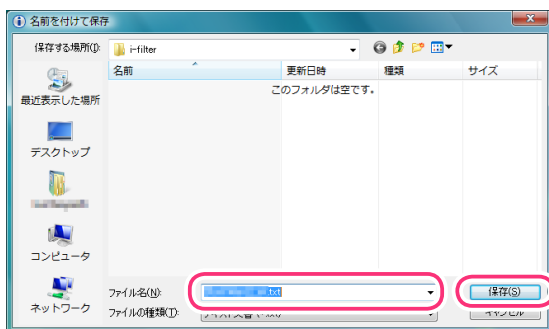 名前を付けて保存
保存する場所(I): i-filter
名前 更新日時 種類 サイズ
このフォルダは空です。
最近表示した場所
デスクトップ
コンピュータ
ネットワーク
ファイル名(N): .txt 保存(S)
ファイルの種類(T):